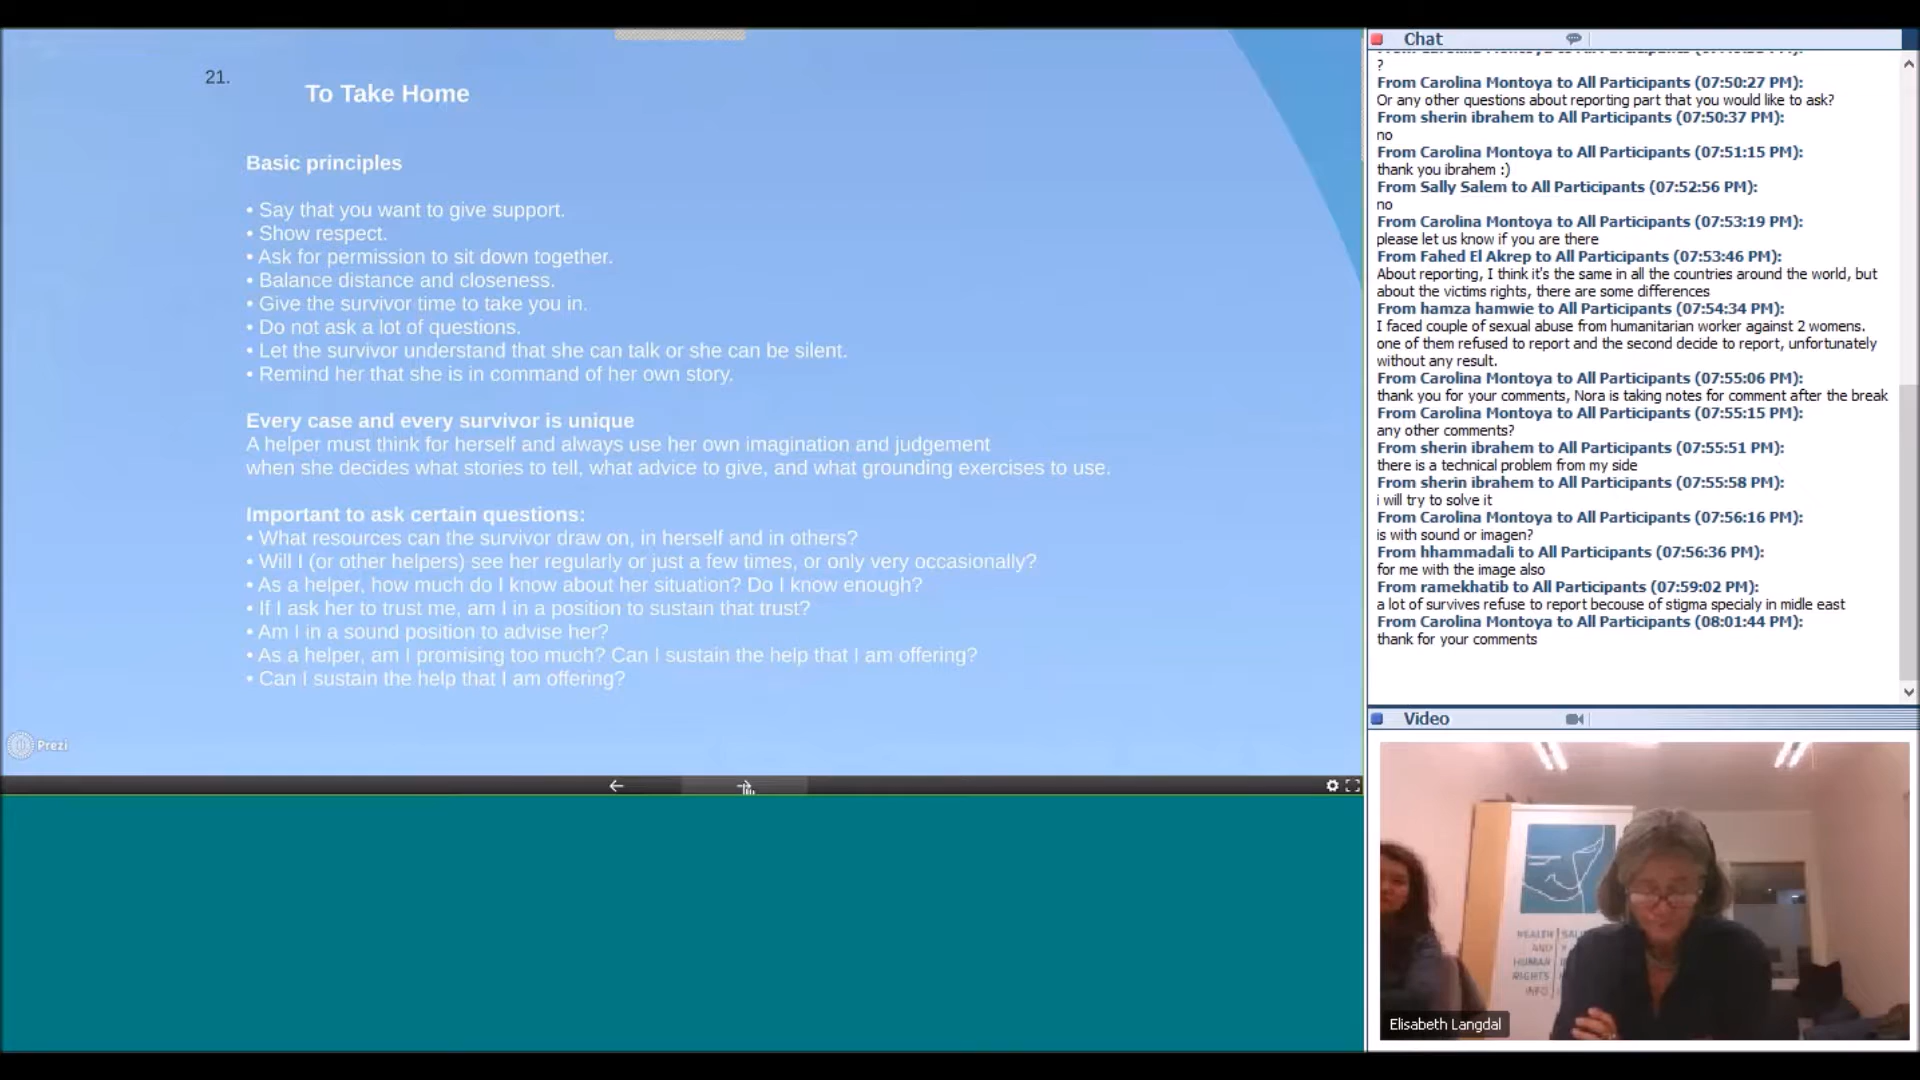 21.
To Take Home
Basic principles
• Say that you want to give support.
• Show respect.
• Ask for permission to sit down together.
• Balance distance and closeness.
• Give the survivor time to take you in.
• Do not ask a lot of questions.
• Let the survivor understand that she can talk or she can be silent.
• Remind her that she is in command of her own story.
Every case and every survivor is unique
A helper must think for herself and always use her own imagination and judgement
when she decides what stories to tell, what advice to give, and what grounding exercises to use.
Important to ask certain questions:
• What resources can the survivor draw on, in herself and in others?
• Will I (or other helpers) see her regularly or just a few times, or only very occasionally?
• As a helper, how much do I know about her situation? Do I know enough?
• If I ask her to trust me, am I in a position to sustain that trust?
• Am I in a sound position to advise her?
• As a helper, am I promising too much? Can I sustain the help that I am offering?
• Can I sustain the help that I am offering?
Prezi
Chat
?
From Carolina Montoya to All Participants (07:50:27 PM):
Or any other questions about reporting part that you would like to ask?
From sherin ibrahem to All Participants (07:50:37 PM):
no
From Carolina Montoya to All Participants (07:51:15 PM):
thank you ibrahem :)
From Sally Salem to All Participants (07:52:56 PM):
no
From Carolina Montoya to All Participants (07:53:19 PM):
please let us know if you are there
From Fahed El Akrep to All Participants (07:53:46 PM):
About reporting, I think it's the same in all the countries around the world, but
about the victims rights, there are some differences
From hamza hamwie to All Participants (07:54:34 PM):
I faced couple of sexual abuse from humanitarian worker against 2 womens.
one of them refused to report and the second decide to report, unfortunately
without any result.
From Carolina Montoya to All Participants (07:55:06 PM):
thank you for your comments, Nora is taking notes for comment after the break
From Carolina Montoya to All Participants (07:55:15 PM):
any other comments?
From sherin ibrahem to All Participants (07:55:51 PM):
there is a technical problem from my side
From sherin ibrahem to All Participants (07:55:58 PM):
i will try to solve it
From Carolina Montoya to All Participants (07:56:16 PM):
is with sound or imagen?
From hhammadali to All Participants (07:56:36 PM):
for me with the image also
From ramekhatib to All Participants (07:59:02 PM):
a lot of survives refuse to report becouse of stigma specialy in midle east
From Carolina Montoya to All Participants (08:01:44 PM):
thank for your comments
Video
HEALTH
AND
HUMAN
RIGHTS
INFO
Elisabeth Langdal